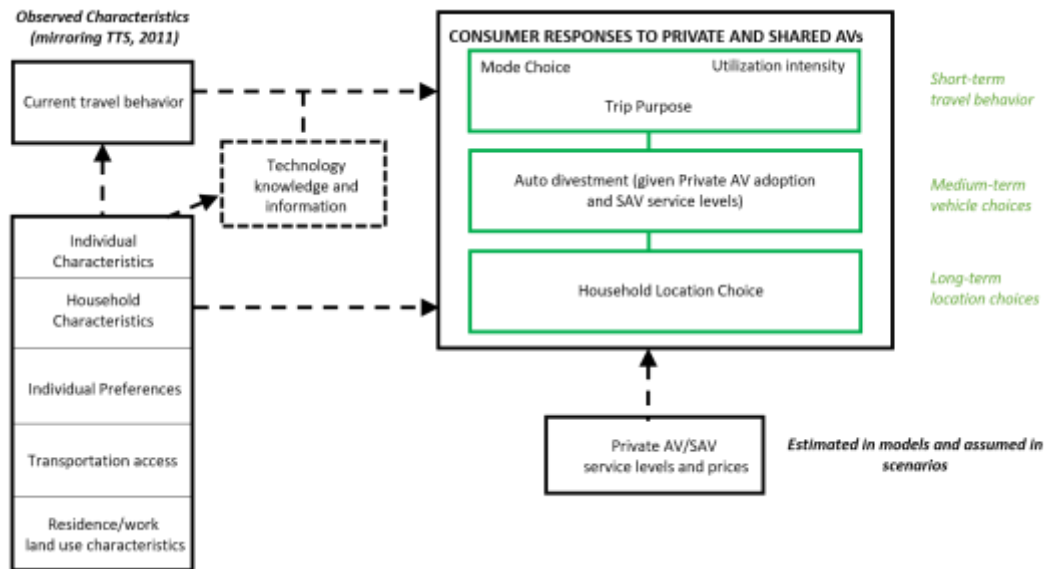 Observed Characteristics
(mirroring TTS, 2011)
Current travel behavior
Technology
knowledge and
information
Individual
Characteristics
Household
Characteristics
Individual Preferences
Transportation access
Residence/work
land use characteristics
CONSUMER RESPONSES TO PRIVATE AND SHARED AVs
Mode Choice
Utilization intensity
Trip Purpose
Short-term
travel behavior
Auto divestment (given Private AV adoption
and SAV service levels)
Medium-term
vehicle choices
Household Location Choice
Long-term
location choices
Private AV/SAV
service levels and prices
Estimated in models and assumed in
scenarios